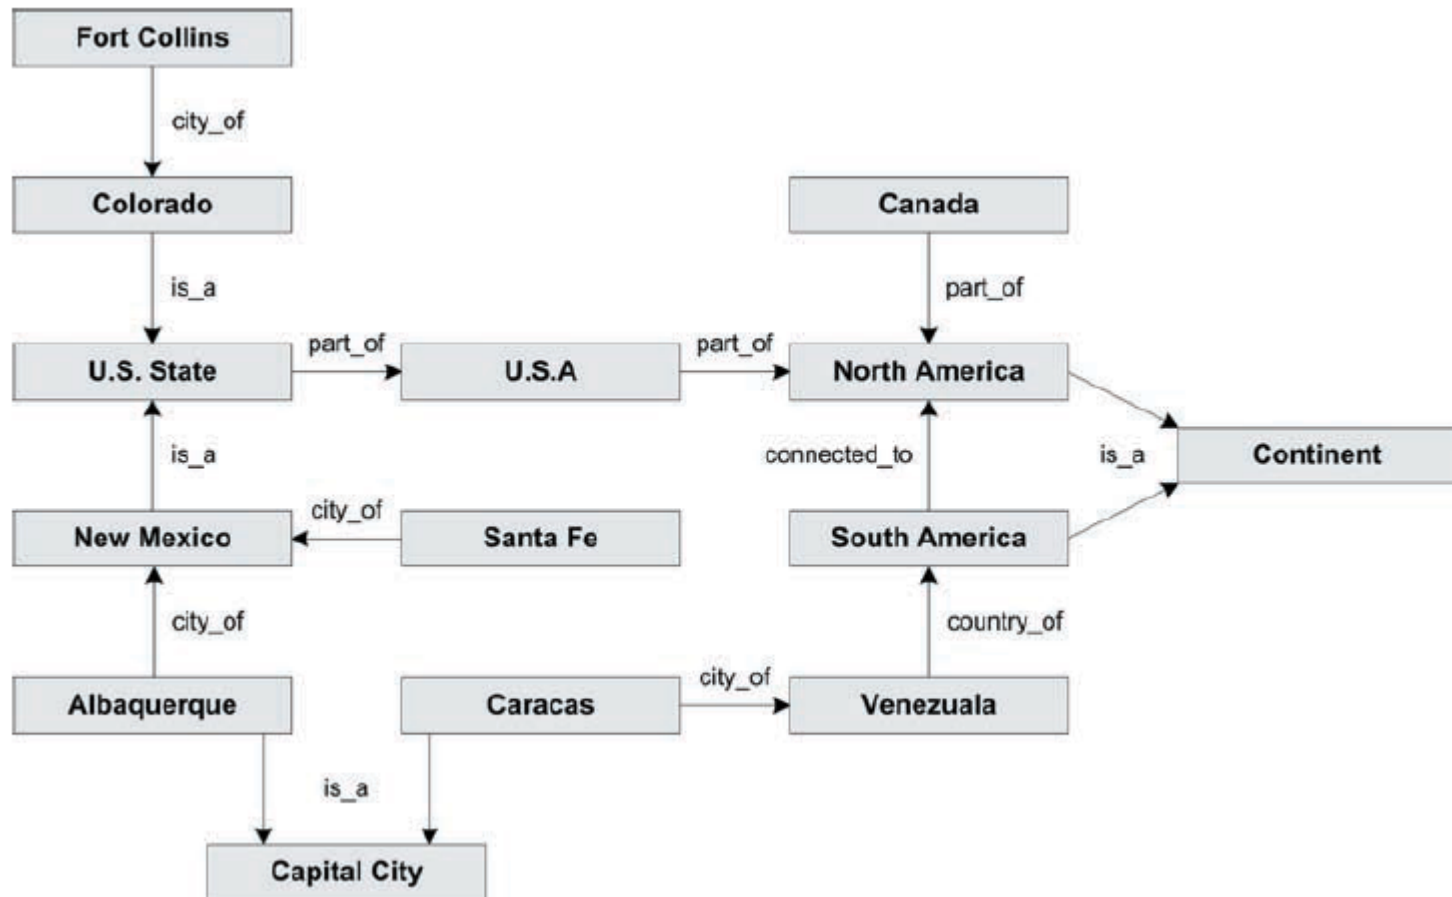 Fort Collins
city_of
Colorado
Canada
is_a
part_of
U.S. State
part_of
U.S.A
part_of
North America
is_a
connected_to
is_a
Continent
New Mexico
city_of
Santa Fe
South America
city_of
country_of
Albaquerque
Caracas
city_of
Venezuala
is_a
Capital City